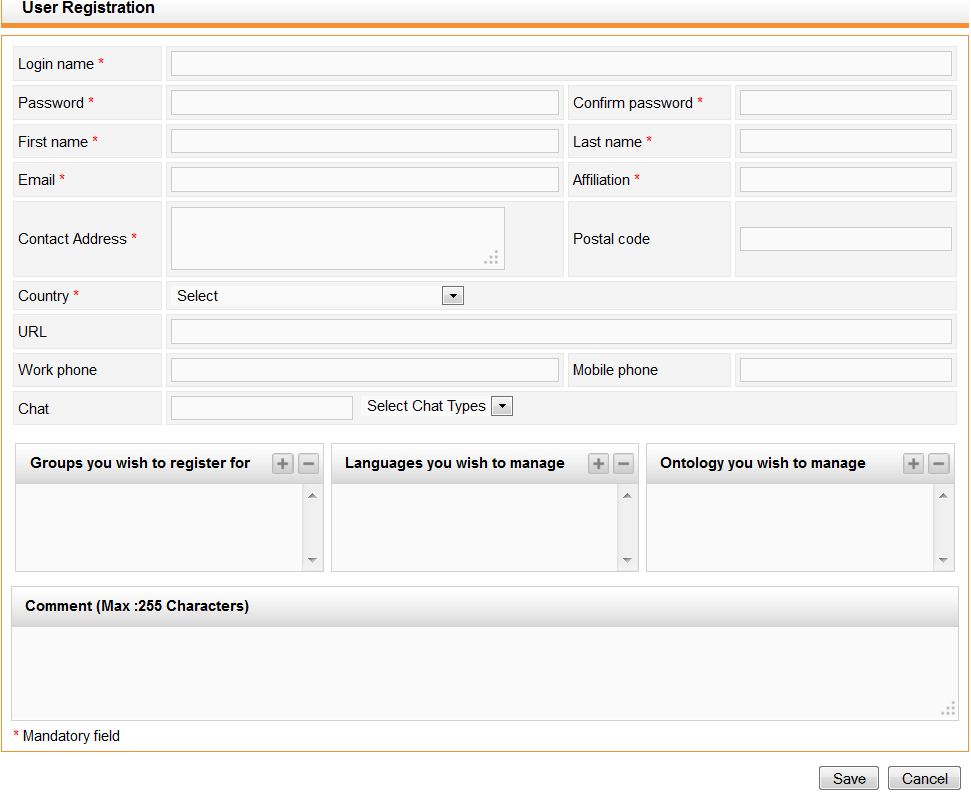 User Registration
Login name *
Password * Confirm password *
First name * Last name *
Email * Affiliation *
Contact Address * Postal code
Country * Select
URL
Work phone Mobile phone
Chat Select Chat Types
Groups you wish to register for Languages you wish to manage Ontology you wish to manage
Comment (Max :255 Characters)
* Mandatory field
Save Cancel